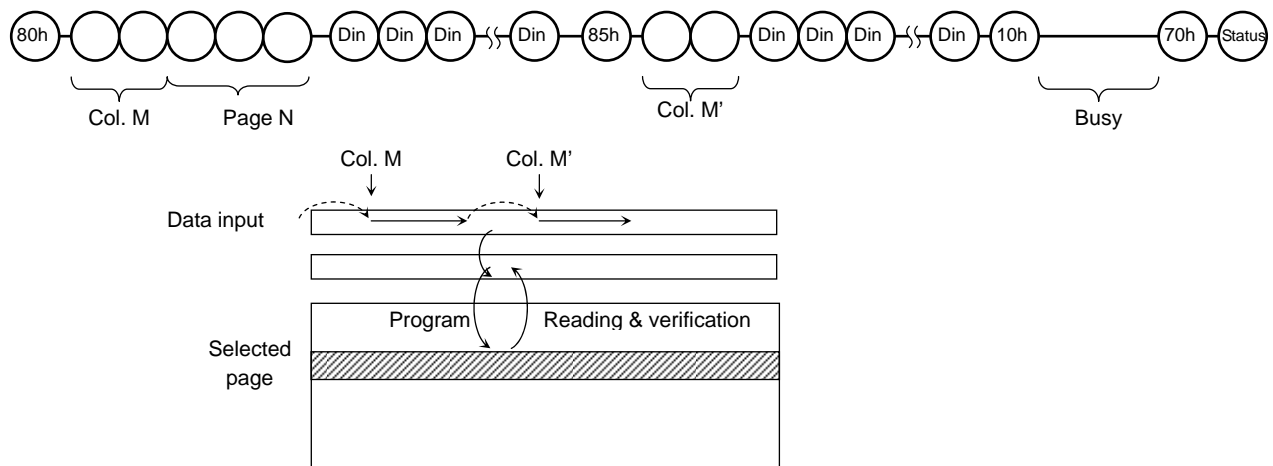 80h Din Din Din Din 85h Din Din Din Din 10h 70h Status
Col. M Page N Col. M’ Busy
Col. M Col. M’
Data input
Program Reading & verification
Selected
page